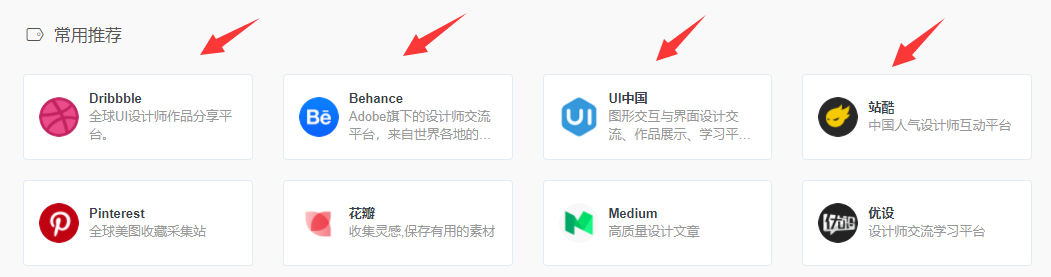 常用推荐
Dribbble
全球UI设计师作品分享平
台。
Behance
Adobe旗下的设计师交流
平台，来自世界各地的...
UI中国
图形交互与界面设计交
流、作品展示、学习平...
站酷
中国人气设计师互动平台
Pinterest
全球美图收藏采集站
花瓣
收集灵感,保存有用的素材
Medium
高质量设计文章
优设
设计师交流学习平台
Bē
UI
优设